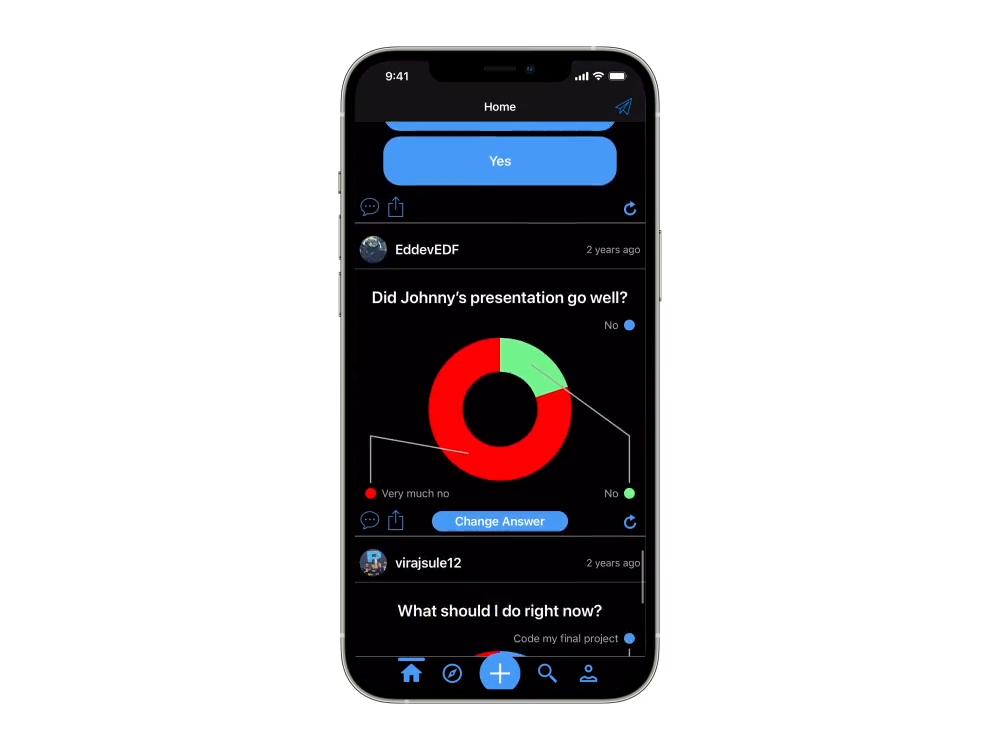 9:41
Home
Yes
EddevEDF
2 years ago
Did Johnny's presentation go well?
No
Very much no
No
Change Answer
virajsule12
2 years ago
What should I do right now?
Code my final project